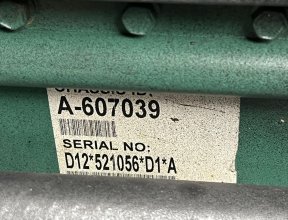 CHASSIS ID:
A-607039
SERIAL NO:
D12*521056*D1*A